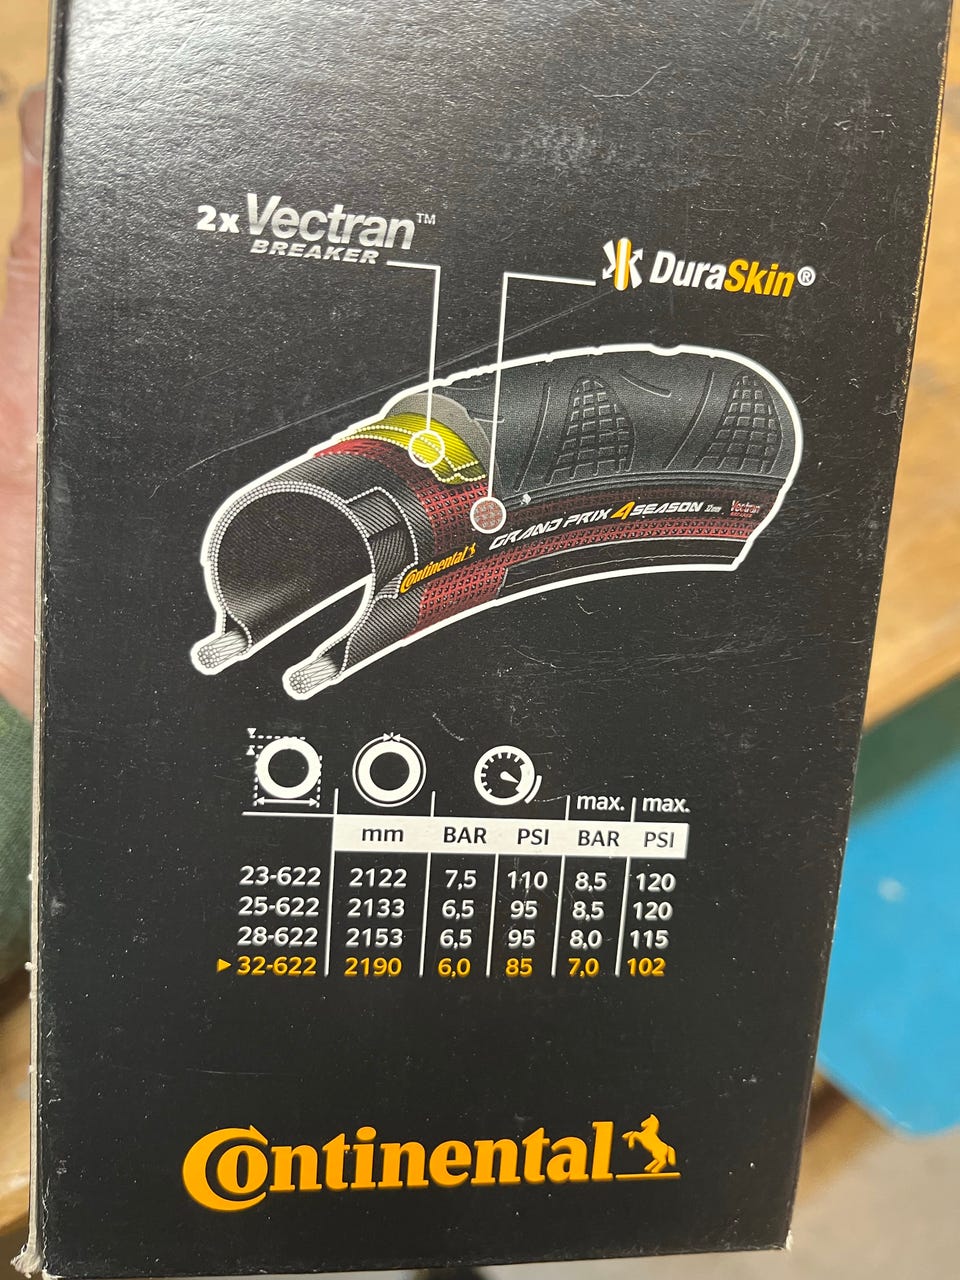 2x Vectran™
BREAKER
DuraSkin®
Continental
GRAND PRIX 4 SEASON
Vectran
max. max.
mm BAR PSI BAR PSI
23-622 2122 7,5 110 8,5 120
25-622 2133 6,5 95 8,5 120
28-622 2153 6,5 95 8,0 115
►32-622 2190 6,0 85 7,0 102
Continental